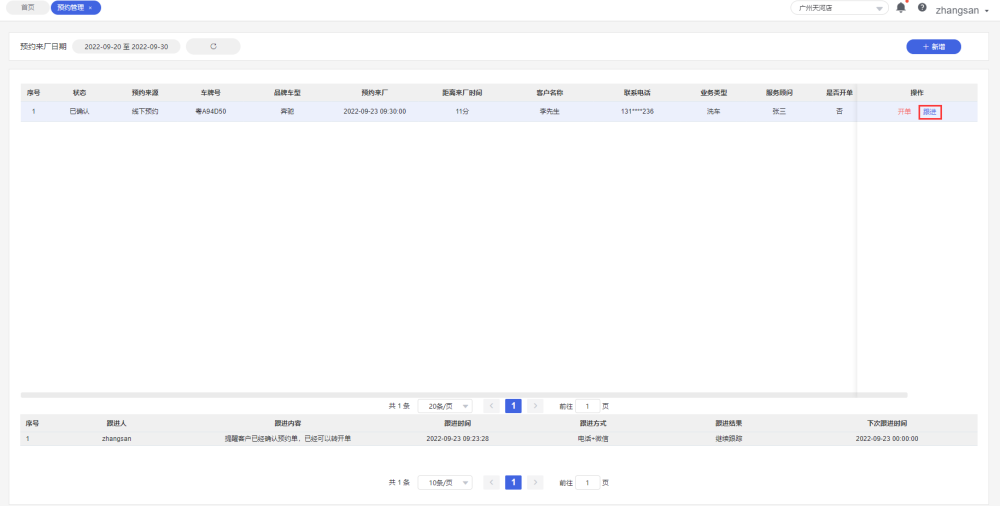 首页 预约管理 × 广州天河店 zhangsan
预约来厂日期 2022-09-20 至 2022-09-30 + 新增
序号 状态 预约来源 车牌号 品牌车型 预约来厂 距离来厂时间 客户名称 联系电话 业务类型 服务顾问 是否开单 操作
1 已确认 线下预约 粤A94D50 奔驰 2022-09-23 09:30:00 11分 李先生 131****236 洗车 张三 否 开单 跟进
共 1 条 20条/页 < 1 > 前往 1 页
序号 跟进人 跟进内容 跟进时间 跟进方式 跟进结果 下次跟进时间
1 zhangsan 提醒客户已经确认预约单，已经可以转开单 2022-09-23 09:23:28 电话+微信 继续跟踪 2022-09-23 00:00:00
共 1 条 10条/页 < 1 > 前往 1 页